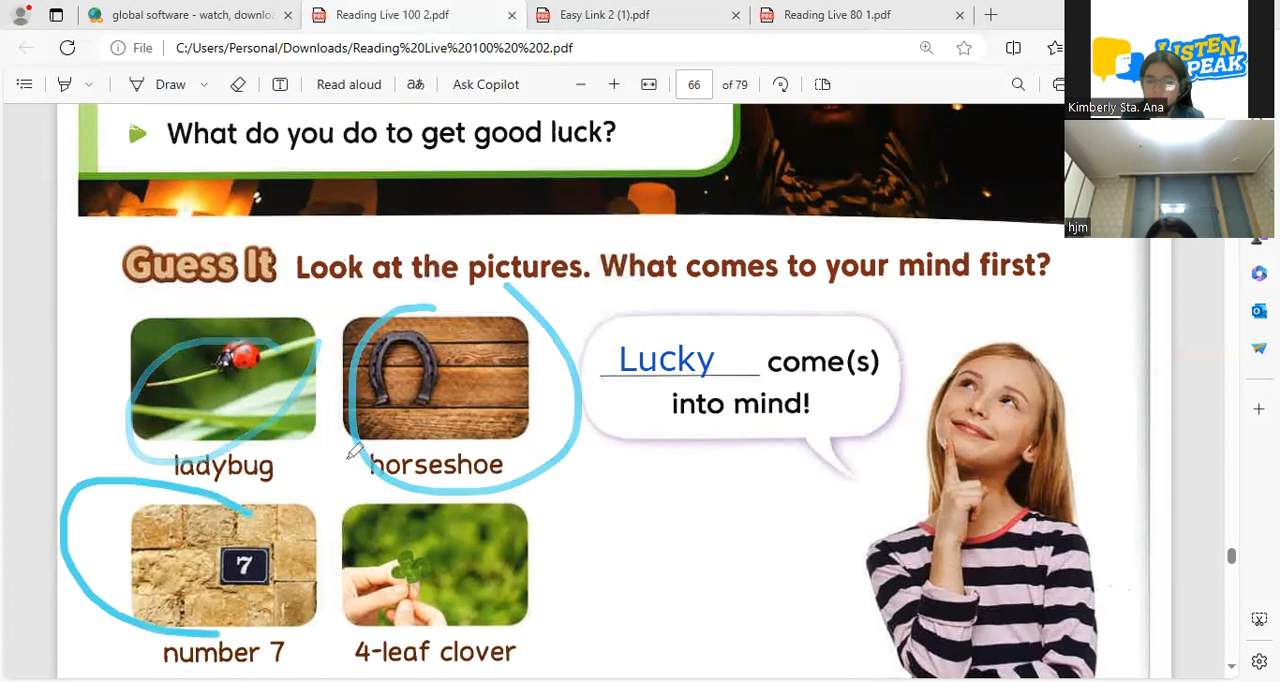 global software - watch, downloa
Reading Live 100 2.pdf
Easy Link 2 (1).pdf
Reading Live 80 1.pdf
File
C:/Users/Personal/Downloads/Reading%20Live%20100%20%202.pdf
Draw
Read aloud
Ask Copilot
66 of 79
LISTEN
SPEAK
Kimberly Sta. Ana
hjm
What do you do to get good luck?
Guess It Look at the pictures. What comes to your mind first?
ladybug
horseshoe
Lucky come(s)
into mind!
7
number 7
4-leaf clover